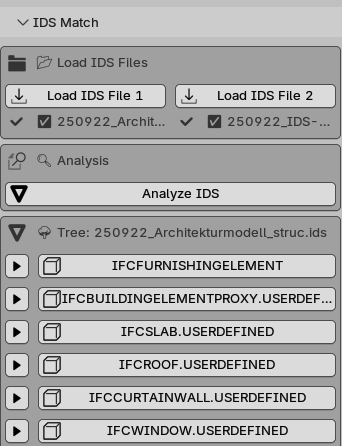 IDS Match
Load IDS Files
Load IDS File 1
Load IDS File 2
250922_Archit...
250922_IDS-...
Analysis
Analyze IDS
Tree: 250922_Architekturmodell_struc.ids
IFCFURNISHINGELEMENT
IFCBUILDINGELEMENTPROXY.USERDEF...
IFCSLAB.USERDEFINED
IFCROOF.USERDEFINED
IFCCURTAINWALL.USERDEFINED
IFCWINDOW.USERDEFINED